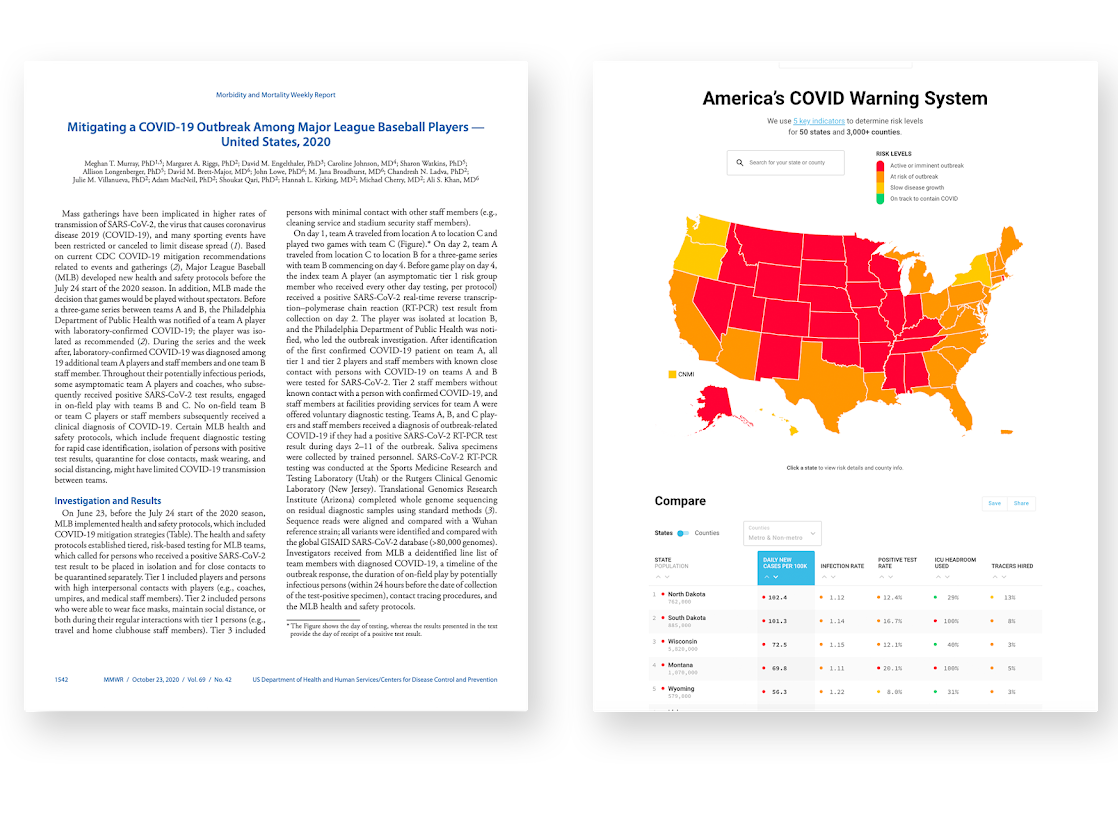 Morbidity and Mortality Weekly Report
Mitigating a COVID-19 Outbreak Among Major League Baseball Players —
United States, 2020
Meghan T. Murray, PhD1,3; Margaret A. Riggs, PhD2; David M. Engelthaler, PhD3; Caroline Johnson, MD4; Sharon Watkins, PhD5;
Allison Longenberger, PhD5; David M. Brett-Major, MD6; John Lowe, PhD6; M. Jana Broadhurst, MD6; Chandresh N. Ladva, PhD2;
Julie M. Villanueva, PhD2; Adam MacNeil, PhD2; Shoukat Qari, PhD2; Hannah L. Kirking, MD2; Michael Cherry, MD2; Ali S. Khan, MD6
Mass gatherings have been implicated in higher rates of
transmission of SARS-CoV-2, the virus that causes coronavirus
disease 2019 (COVID-19), and many sporting events have
been restricted or canceled to limit disease spread (1). Based
on current CDC COVID-19 mitigation recommendations
related to events and gatherings (2), Major League Baseball
(MLB) developed new health and safety protocols before the
July 24 start of the 2020 season. In addition, MLB made the
decision that games would be played without spectators. Before
a three-game series between teams A and B, the Philadelphia
Department of Public Health was notified of a team A player
with laboratory-confirmed COVID-19; the player was iso-
lated as recommended (2). During the series and the week
after, laboratory-confirmed COVID-19 was diagnosed among
19 additional team A players and staff members and one team B
staff member. Throughout their potentially infectious periods,
some asymptomatic team A players and coaches, who subse-
quently received positive SARS-CoV-2 test results, engaged
in on-field play with teams B and C. No on-field team B
or team C players or staff members subsequently received a
clinical diagnosis of COVID-19. Certain MLB health and
safety protocols, which include frequent diagnostic testing
for rapid case identification, isolation of persons with positive
test results, quarantine for close contacts, mask wearing, and
social distancing, might have limited COVID-19 transmission
between teams.
Investigation and Results
On June 23, before the July 24 start of the 2020 season,
MLB implemented health and safety protocols, which included
COVID-19 mitigation strategies (Table). The health and safety
protocols established tiered, risk-based testing for MLB teams,
which called for persons who received a positive SARS-CoV-2
test result to be placed in isolation and for close contacts to
be quarantined separately. Tier 1 included players and persons
with high interpersonal contacts with players (e.g., coaches,
umpires, and medical staff members). Tier 2 included persons
who were able to wear face masks, maintain social distance, or
both during their regular interactions with tier 1 persons (e.g.,
travel and home clubhouse staff members). Tier 3 included
persons with minimal contact with other staff members (e.g.,
cleaning service and stadium security staff members).
On day 1, team A traveled from location A to location C and
played two games with team C (Figure).* On day 2, team A
traveled from location C to location B for a three-game series
with team B commencing on day 4. Before game play on day 4,
the index team A player (an asymptomatic tier 1 risk group
member who received every other day testing, per protocol)
received a positive SARS-CoV-2 real-time reverse transcrip-
tion–polymerase chain reaction (RT-PCR) test result from
collection on day 2. The player was isolated at location B,
and the Philadelphia Department of Public Health was noti-
fied, who led the outbreak investigation. After identification
of the first confirmed COVID-19 patient on team A, all
tier 1 and tier 2 players and staff members with known close
contact with persons with COVID-19 on teams A and B
were tested for SARS-CoV-2. Tier 2 staff members without
known contact with a person with confirmed COVID-19, and
staff members at facilities providing services for team A were
offered voluntary diagnostic testing. Teams A, B, and C play-
ers and staff members received a diagnosis of outbreak-related
COVID-19 if they had a positive SARS-CoV-2 RT-PCR test
result during days 2–11 of the outbreak. Saliva specimens
were collected by trained personnel. SARS-CoV-2 RT-PCR
testing was conducted at the Sports Medicine Research and
Testing Laboratory (Utah) or the Rutgers Clinical Genomic
Laboratory (New Jersey). Translational Genomics Research
Institute (Arizona) completed whole genome sequencing
on residual diagnostic samples using standard methods (3).
Sequence reads were aligned and compared with a Wuhan
reference strain; all variants were identified and compared with
the global GISAID SARS-CoV-2 database (>80,000 genomes).
Investigators received from MLB a deidentified line list of
team members with diagnosed COVID-19, a timeline of the
outbreak response, the duration of on-field play by potentially
infectious persons (within 24 hours before the date of collection
of the test-positive specimen), contact tracing procedures, and
the MLB health and safety protocols.
* The Figure shows the day of testing, whereas the results presented in the text
provide the day of receipt of a positive test result.
1542 MMWR / October 23, 2020 / Vol. 69 / No. 42 US Department of Health and Human Services/Centers for Disease Control and Prevention
America's COVID Warning System
We use 5 key indicators to determine risk levels
for 50 states and 3,000+ counties.
Search for your state or county
RISK LEVELS
Active or imminent outbreak
At risk of outbreak
Slow disease growth
On track to contain COVID
CNMI
Click a state to view risk details and county info.
Compare
Save Share
States Counties
Counties
Metro & Non-metro
STATE
POPULATION
DAILY NEW
CASES PER 100K
INFECTION RATE
POSITIVE TEST
RATE
ICU HEADROOM
USED
TRACERS HIRED
1 North Dakota 102.4 1.12 12.4% 29% 13%
762,000
2 South Dakota 101.3 1.14 16.7% 100% 8%
885,000
3 Wisconsin 72.5 1.15 12.1% 40% 3%
5,820,000
4 Montana 69.8 1.11 20.1% 100% 5%
1,070,000
5 Wyoming 56.3 1.22 8.0% 31% 3%
579,000